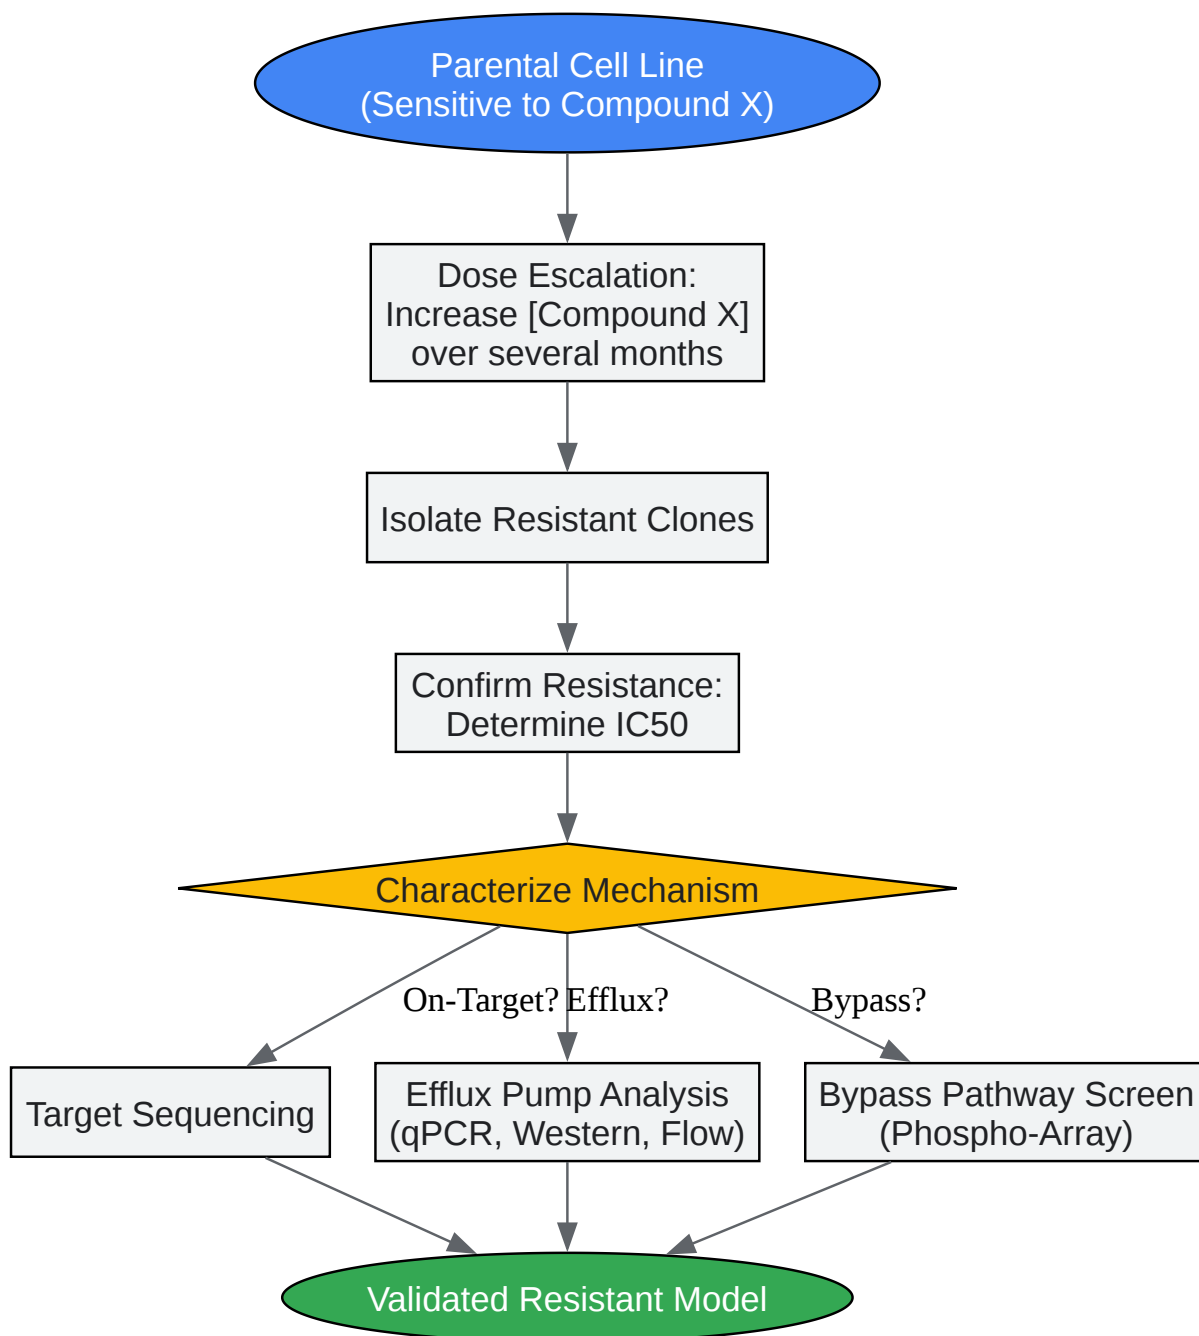 Parental Cell Line
(Sensitive to Compound X)
Dose Escalation:
Increase [Compound X]
over several months
Isolate Resistant Clones
Confirm Resistance:
Determine IC50
Characterize Mechanism
On-Target?
Efflux?
Bypass?
Target Sequencing
Efflux Pump Analysis
(qPCR, Western, Flow)
Bypass Pathway Screen
(Phospho-Array)
Validated Resistant Model